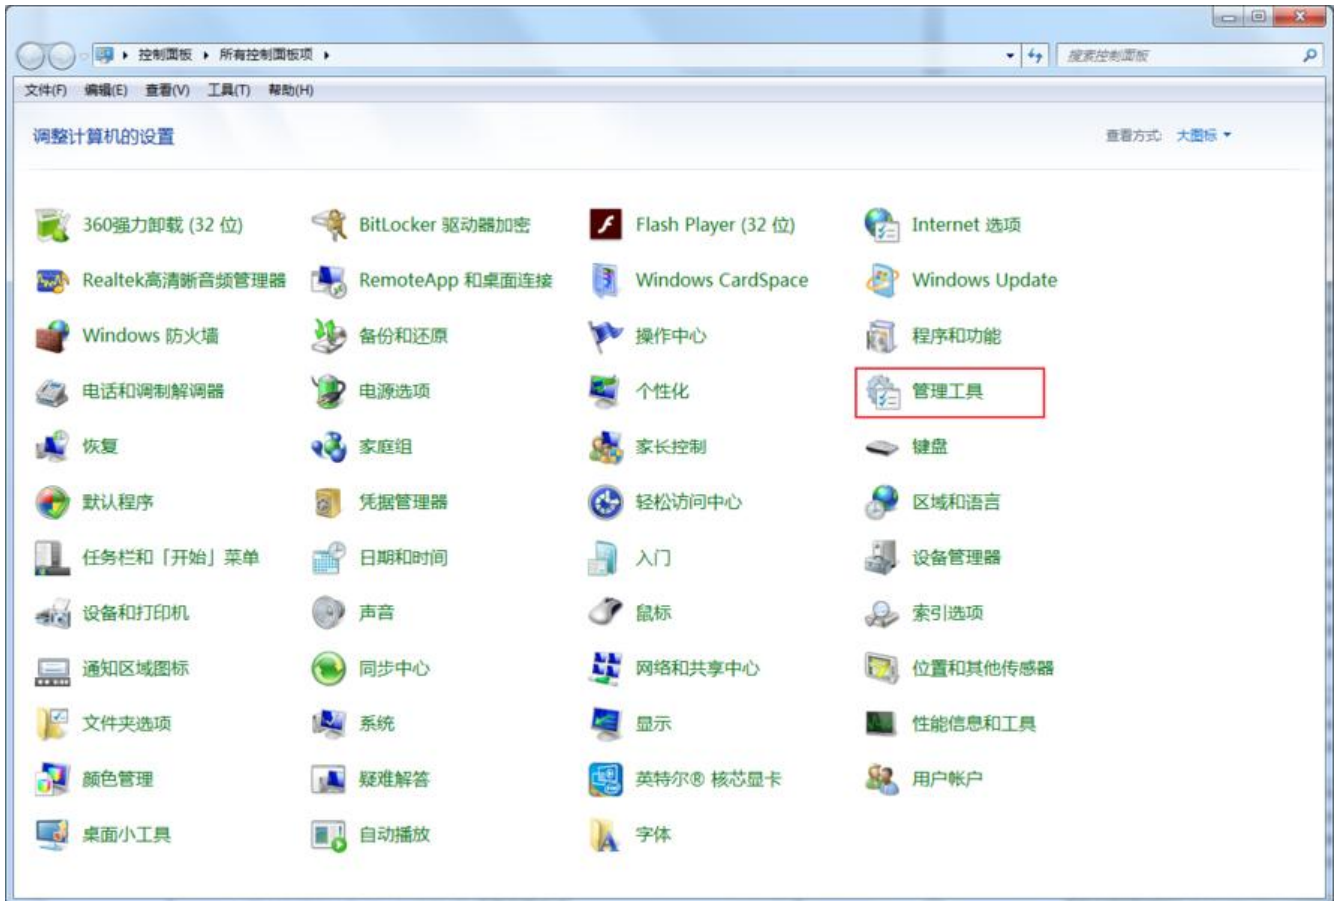 控制面板 所有控制面板项 搜索控制面板
文件(F) 编辑(E) 查看(V) 工具(T) 帮助(H)
调整计算机的设置 查看方式: 大图标
360强力卸载 (32 位) BitLocker 驱动器加密 Flash Player (32 位) Internet 选项
Realtek高清晰音频管理器 RemoteApp 和桌面连接 Windows CardSpace Windows Update
Windows 防火墙 备份和还原 操作中心 程序和功能
电话和调制解调器 电源选项 个性化 管理工具
恢复 家庭组 家长控制 键盘
默认程序 凭据管理器 轻松访问中心 区域和语言
任务栏和「开始」菜单 日期和时间 入门 设备管理器
设备和打印机 声音 鼠标 索引选项
通知区域图标 同步中心 网络和共享中心 位置和其他传感器
文件夹选项 系统 显示 性能信息和工具
颜色管理 疑难解答 英特尔® 核芯显卡 用户帐户
桌面小工具 自动播放 字体